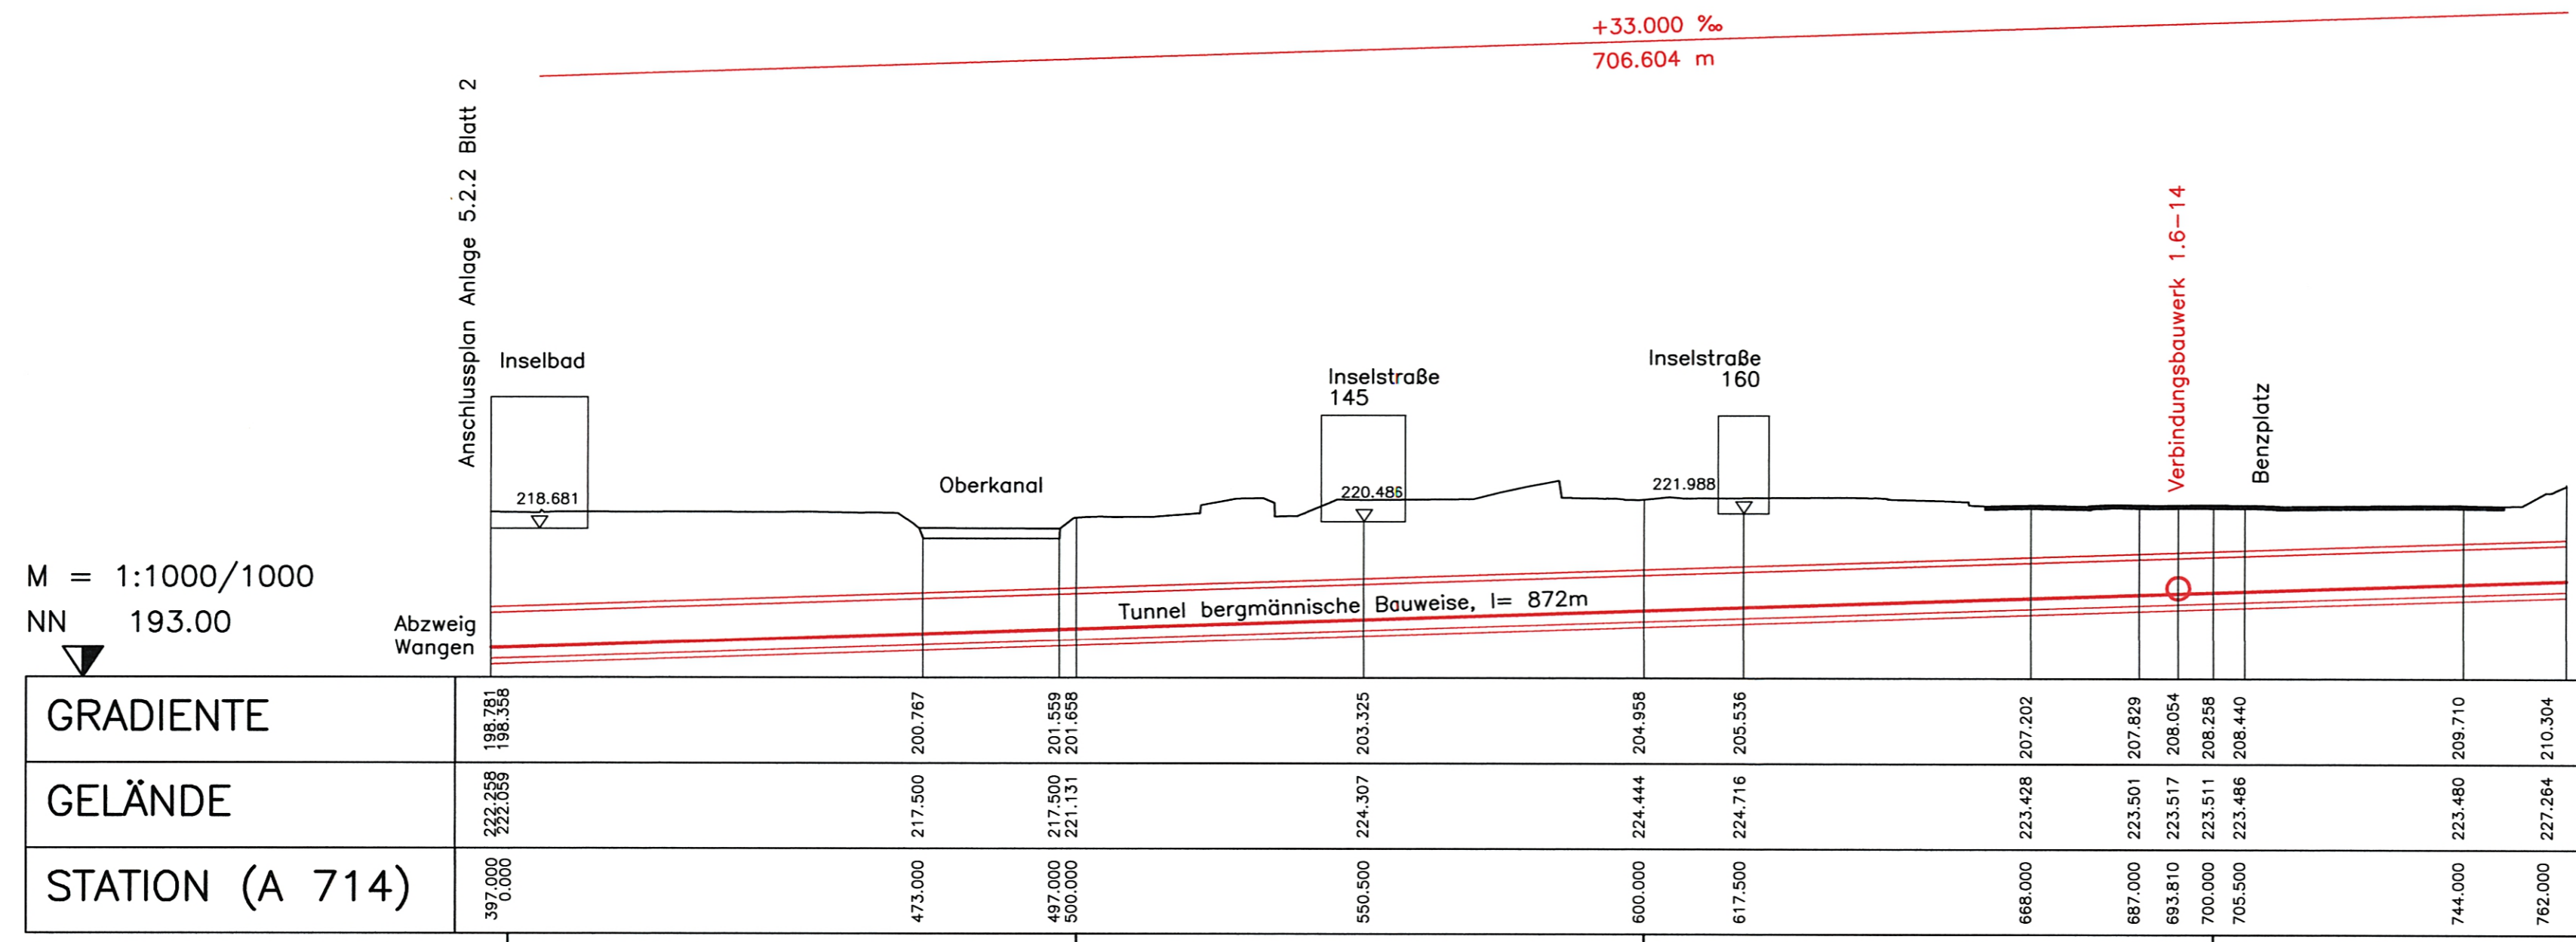 +33.000 ‰
706.604 m
Anschlussplan Anlage 5.2.2 Blatt 2
Verbindungsbauwerk 1.6-14
Inselbad
Inselstraße
145
Inselstraße
160
Benzplatz
Oberkanal
218.681
220.486
221.988
M = 1:1000/1000
NN 193.00
Abzweig
Wangen
Tunnel bergmännische Bauweise, l= 872m
GRADIENTE 198.781 198.358 200.767 201.559 201.658 203.325 204.958 205.536 207.202 207.829 208.054 208.258 208.440 209.710 210.304
GELÄNDE 222.258 222.059 217.500 217.500 221.131 224.307 224.444 224.716 223.428 223.501 223.517 223.511 223.486 223.480 227.264
STATION (A 714) 397.000 0.000 473.000 497.000 500.000 550.500 600.000 617.500 668.000 687.000 693.810 700.000 705.500 744.000 762.000